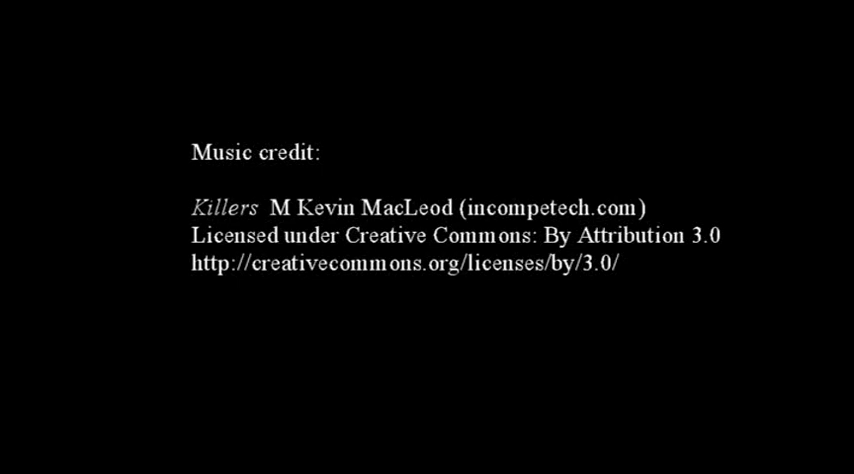 Music credit:
Killers M Kevin MacLeod (incompetech.com)
Licensed under Creative Commons: By Attribution 3.0
http://creativecommons.org/licenses/by/3.0/